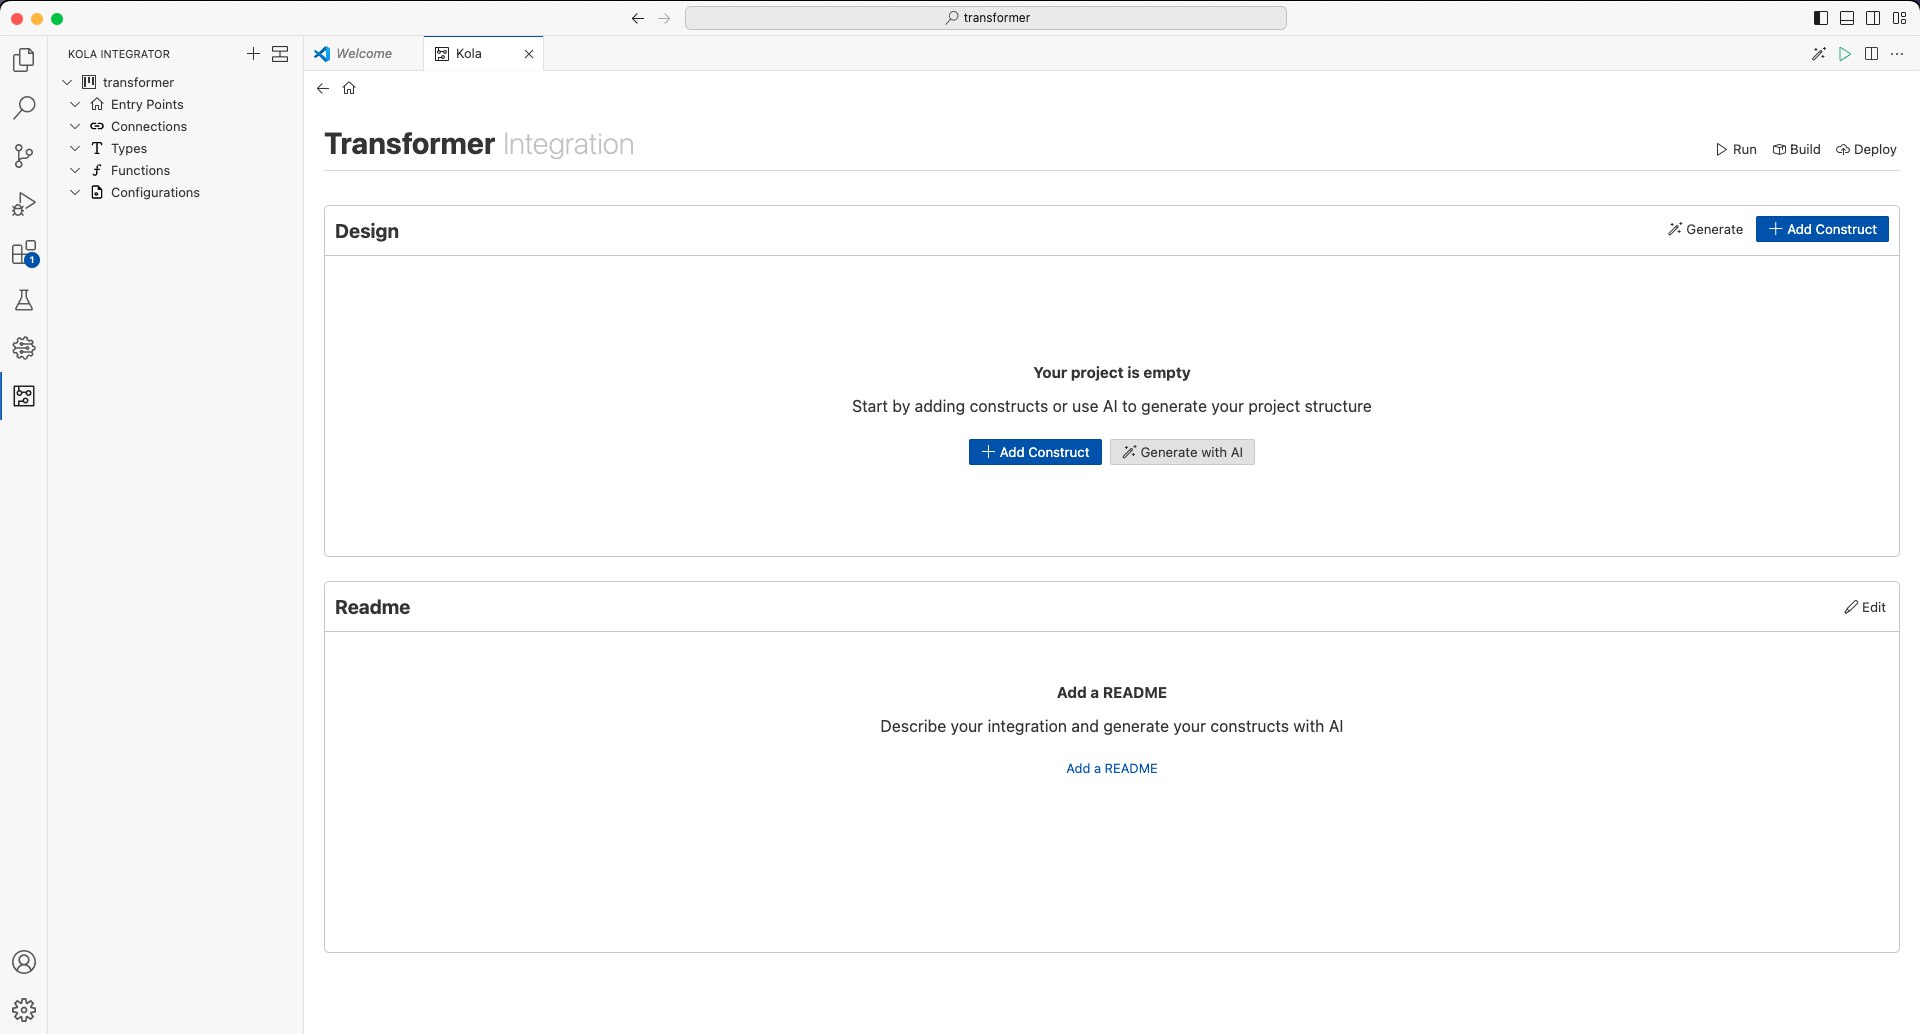 transformer
KOLA INTEGRATOR
transformer
Entry Points
Connections
Types
Functions
Configurations
1
Welcome
Kola
Transformer Integration
Run
Build
Deploy
Design
Generate
Add Construct
Your project is empty
Start by adding constructs or use AI to generate your project structure
Add Construct
Generate with AI
Readme
Edit
Add a README
Describe your integration and generate your constructs with AI
Add a README